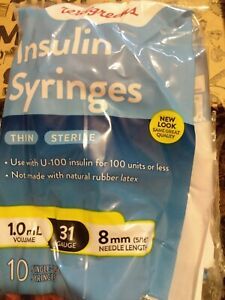 Walgreens
Insulin
Syringes
NEW
LOOK
SAME GREAT
QUALITY
THIN STERILE
• Use with U-100 insulin for 100 units or less
• Not made with natural rubber latex
1.0 mL
VOLUME
31
GAUGE
8mm (5/16")
NEEDLE LENGTH
10
SYRINGES